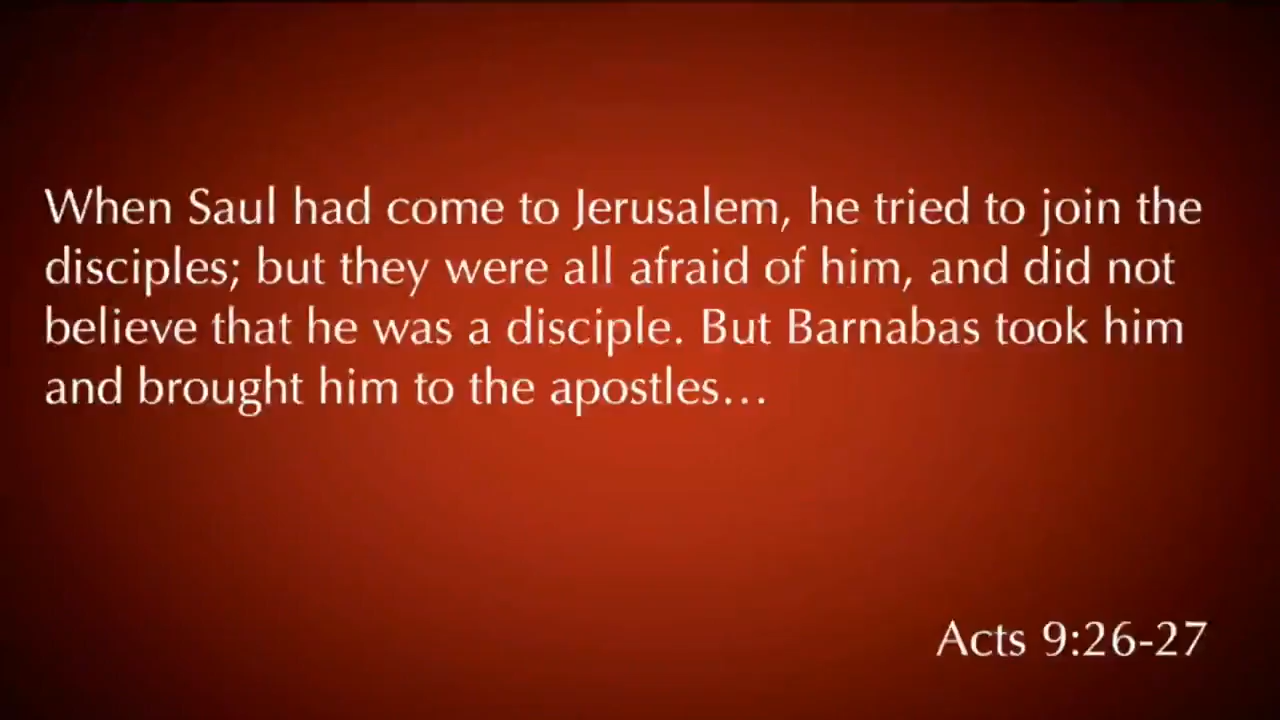 When Saul had come to Jerusalem, he tried to join the
disciples; but they were all afraid of him, and did not
believe that he was a disciple. But Barnabas took him
and brought him to the apostles…
Acts 9:26-27